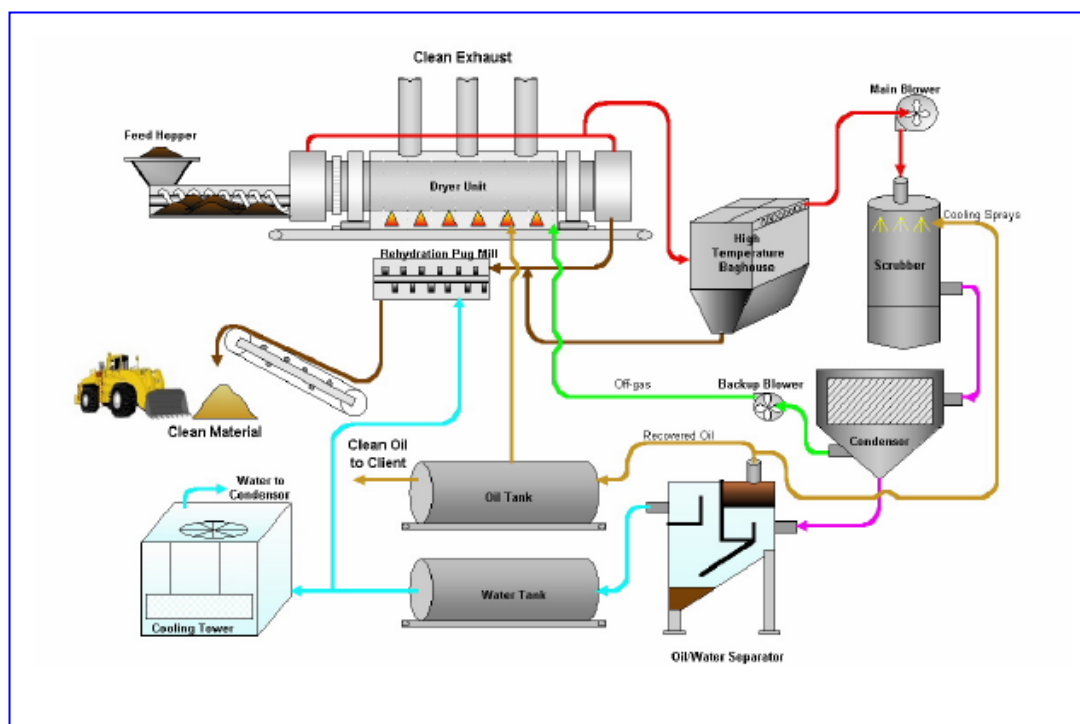 Clean Exhaust
Main Blower
Feed Hopper
Dryer Unit
Cooling Sprays
High
Temperature
Baghouse
Scrubber
Rehydration Pug Mill
Off-gas
Backup Blower
Clean Material
Condensor
Recovered Oil
Clean Oil
to Client
Water to
Condensor
Oil Tank
Water Tank
Cooling Tower
Oil/Water Separator